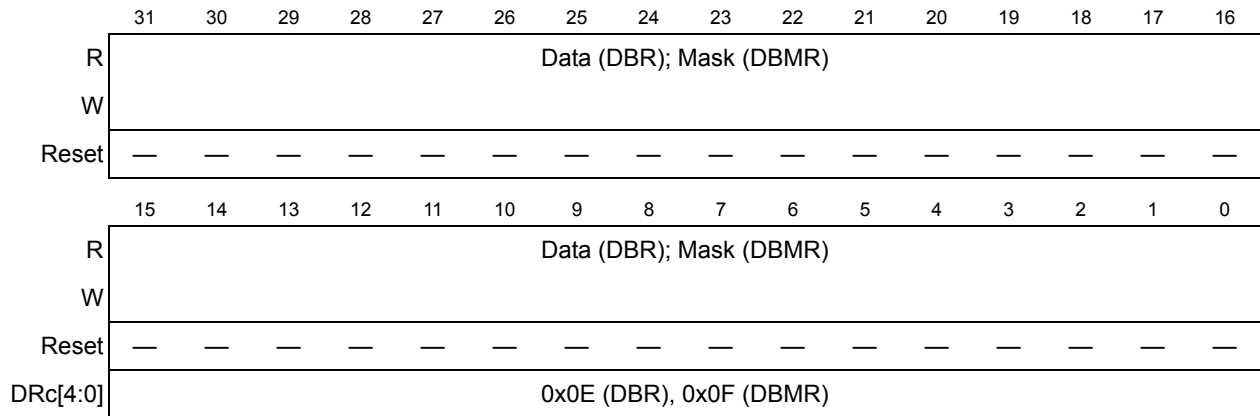 31 30 29 28 27 26 25 24 23 22 21 20 19 18 17 16
R Data (DBR); Mask (DBMR)
W
Reset — — — — — — — — — — — — — — — —
15 14 13 12 11 10 9 8 7 6 5 4 3 2 1 0
R Data (DBR); Mask (DBMR)
W
Reset — — — — — — — — — — — — — — — —
DRc[4:0] 0x0E (DBR), 0x0F (DBMR)